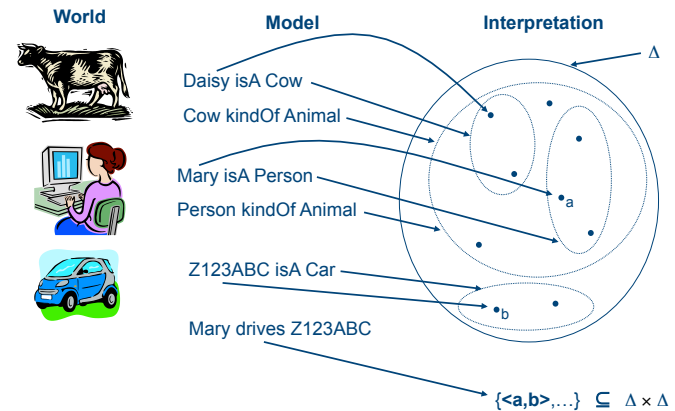 World
Model
Interpretation
Δ
Daisy isA Cow
Cow kindOf Animal
Mary isA Person
a
Person kindOf Animal
Z123ABC isA Car
b
Mary drives Z123ABC
{<a,b>,…} ⊆ Δ × Δ